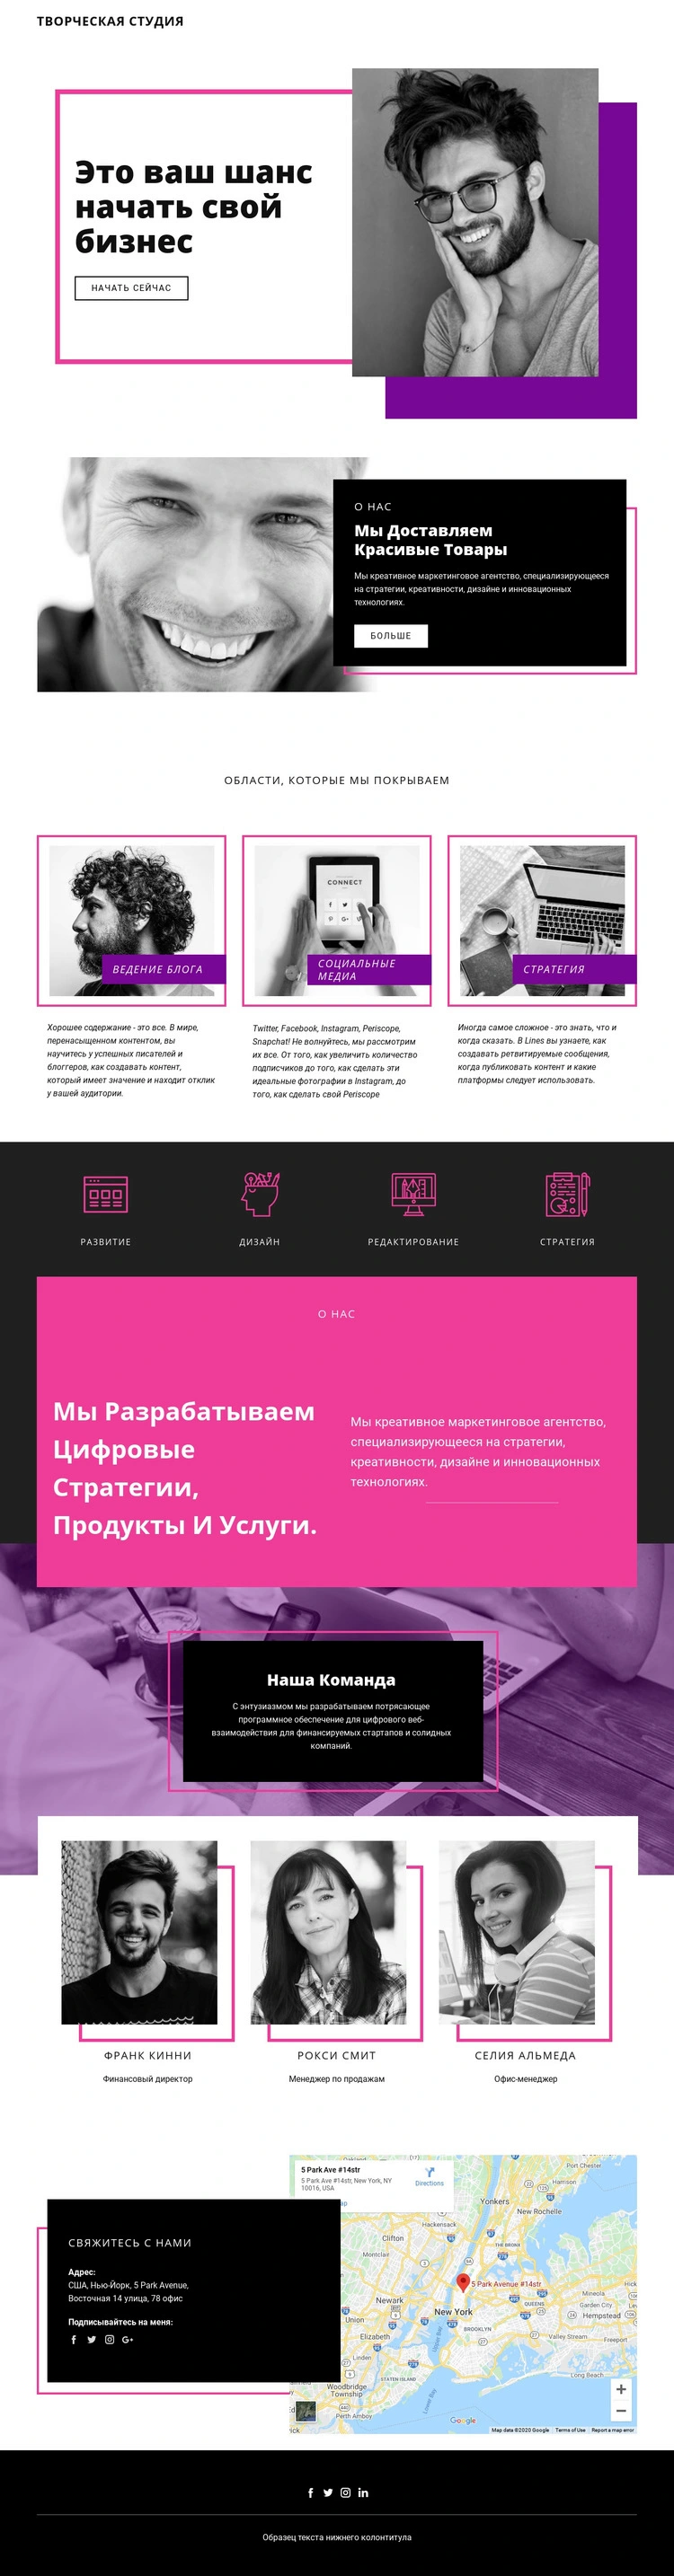 ТВОРЧЕСКАЯ СТУДИЯ
Это ваш шанс
начать свой
бизнес
НАЧАТЬ СЕЙЧАС
О НАС
Мы Доставляем
Красивые Товары
Мы креативное маркетинговое агентство, специализирующееся
на стратегии, креативности, дизайне и инновационных
технологиях.
БОЛЬШЕ
ОБЛАСТИ, КОТОРЫЕ МЫ ПОКРЫВАЕМ
ВЕДЕНИЕ БЛОГА
CONNECT
СОЦИАЛЬНЫЕ
МЕДИА
СТРАТЕГИЯ
Хорошее содержание - это все. В мире,
перенасыщенном контентом, вы
научитесь у успешных писателей и
блоггеров, как создавать контент,
который имеет значение и находит отклик
у вашей аудитории.
Twitter, Facebook, Instagram, Periscope,
Snapchat! Не волнуйтесь, мы рассмотрим
их все. От того, как увеличить количество
подписчиков до того, как сделать эти
идеальные фотографии в Instagram, до
того, как сделать свой Periscope
Иногда самое сложное - это знать, что и
когда сказать. В Lines вы узнаете, как
создавать ретвитируемые сообщения,
когда публиковать контент и какие
платформы следует использовать.
РАЗВИТИЕ
ДИЗАЙН
РЕДАКТИРОВАНИЕ
СТРАТЕГИЯ
О НАС
Мы Разрабатываем
Цифровые
Стратегии,
Продукты И Услуги.
Мы креативное маркетинговое агентство,
специализирующееся на стратегии,
креативности, дизайне и инновационных
технологиях.
Наша Команда
С энтузиазмом мы разрабатываем потрясающее
программное обеспечение для цифрового веб-
взаимодействия для финансируемых стартапов и солидных
компаний.
ФРАНК КИННИ
Финансовый директор
РОКСИ СМИТ
Менеджер по продажам
СЕЛИЯ АЛЬМЕДА
Офис-менеджер
СВЯЖИТЕСЬ С НАМИ
Адрес:
США, Нью-Йорк, 5 Park Avenue,
Восточная 14 улица, 78 офис
Подписывайтесь на меня:
5 Park Ave #14str
5 Park Ave #14str, New York, NY
10016, USA
Directions
Port Chester
Harrison
Yonkers
New Rochelle
Hackensack
Clifton
Montclair
THE BRONX
5 Park Avenue #14str
Newark
New York
QUEENS
Mineola
Garden City
Hempstead
Union
BROOKLYN
Elizabeth
Valley Stream
Freeport
Linden
STATEN ISLAND
Long Beach
Woodbridge
Township
Perth Amboy
Lower Bay
Google
Map data ©2020 Google
Terms of Use
Report a map error
Образец текста нижнего колонтитула